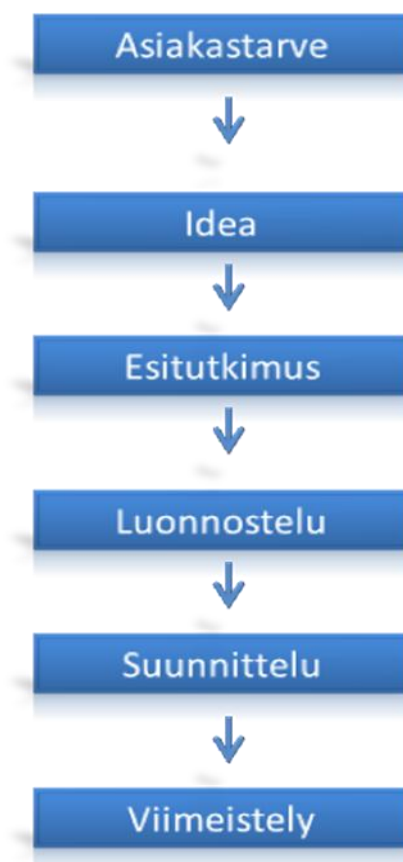 Asiakastarve
Idea
Esitutkimus
Luonnostelu
Suunnittelu
Viimeistely